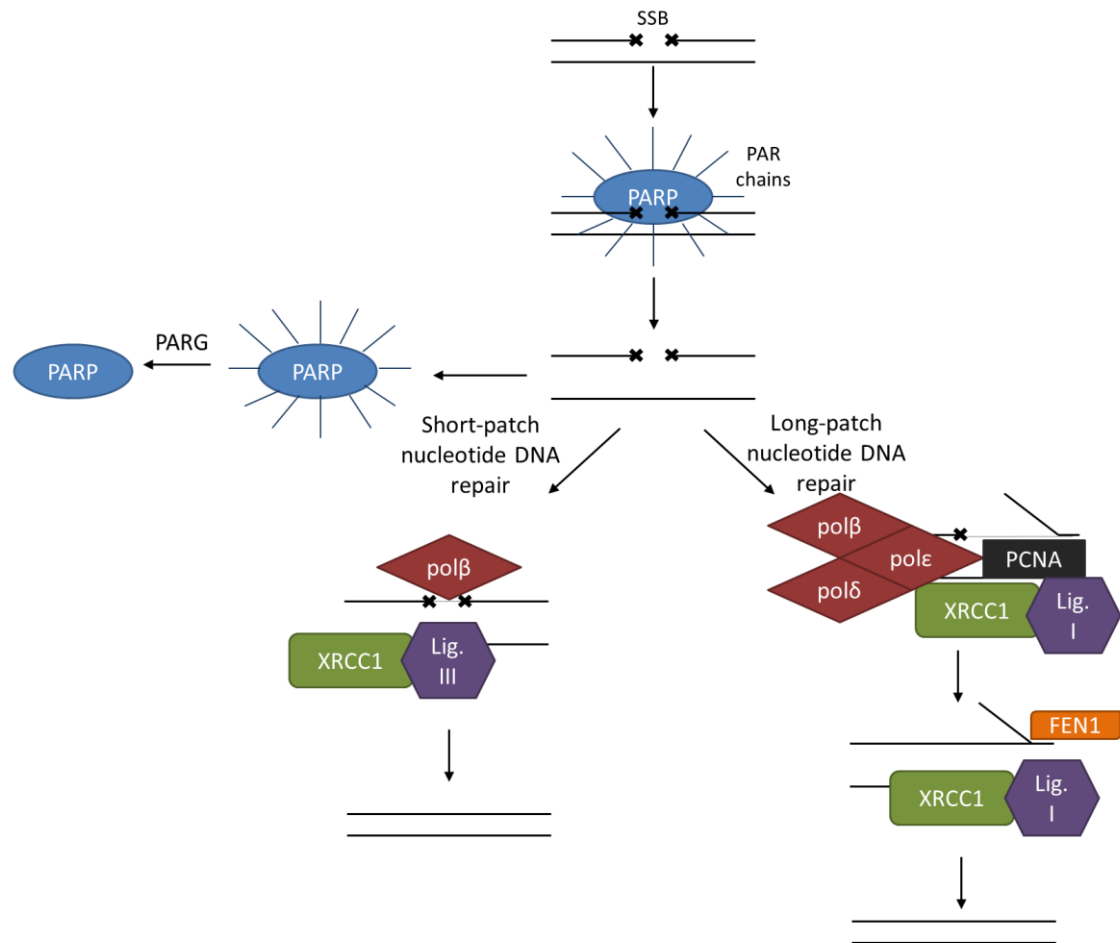 SSB
PAR
chains
PARP
PARG
PARP
PARP
Short-patch
nucleotide DNA
repair
Long-patch
nucleotide DNA
repair
polβ
XRCC1
Lig.
III
polβ
polε
polδ
PCNA
XRCC1
Lig.
I
FEN1
XRCC1
Lig.
I